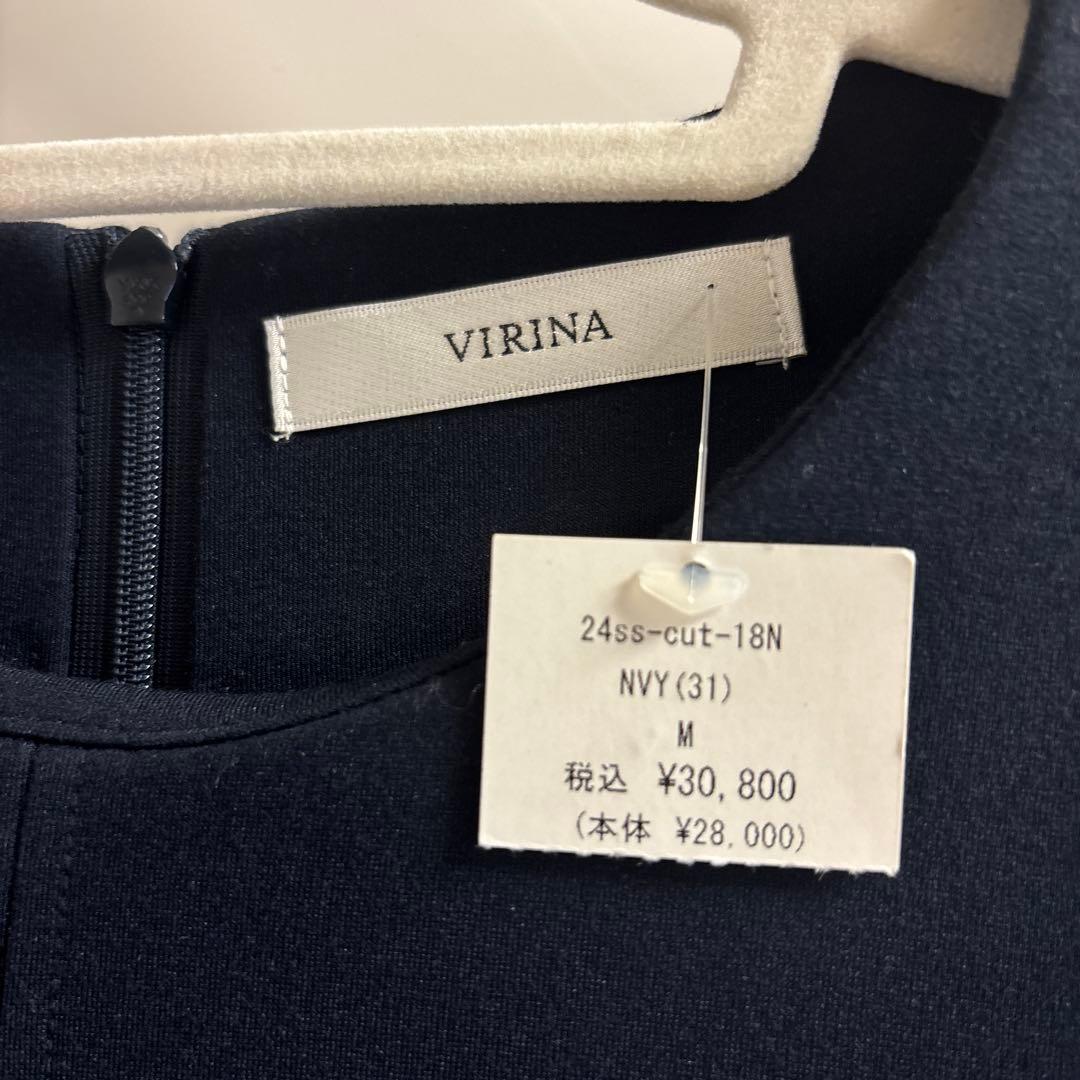 VIRINA
24ss-cut-18N
NVY(31)
M
税込 ¥30,800
(本体 ¥28,000)